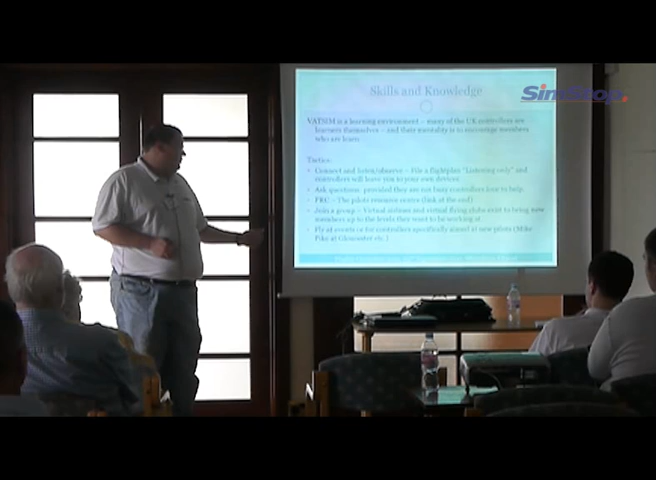 SimShop.
Skills and Knowledge
VATSIM is a learning environment – many of the UK controllers are
learners themselves – and their mentality is to encourage members
who are learn
Tactics:
Connect and listen/observe – File a flightplan "Listening only" and
controllers will leave you to your own devices.
Ask questions: provided they are not busy controllers love to help.
PRC – The pilots resource centre (link at the end)
Join a group – Virtual airlines and virtual flying clubs exist to bring new
members up to the levels they want to be working at.
Fly at events or for controllers specifically aimed at new pilots (Mike
Pike at Gloucester etc.)